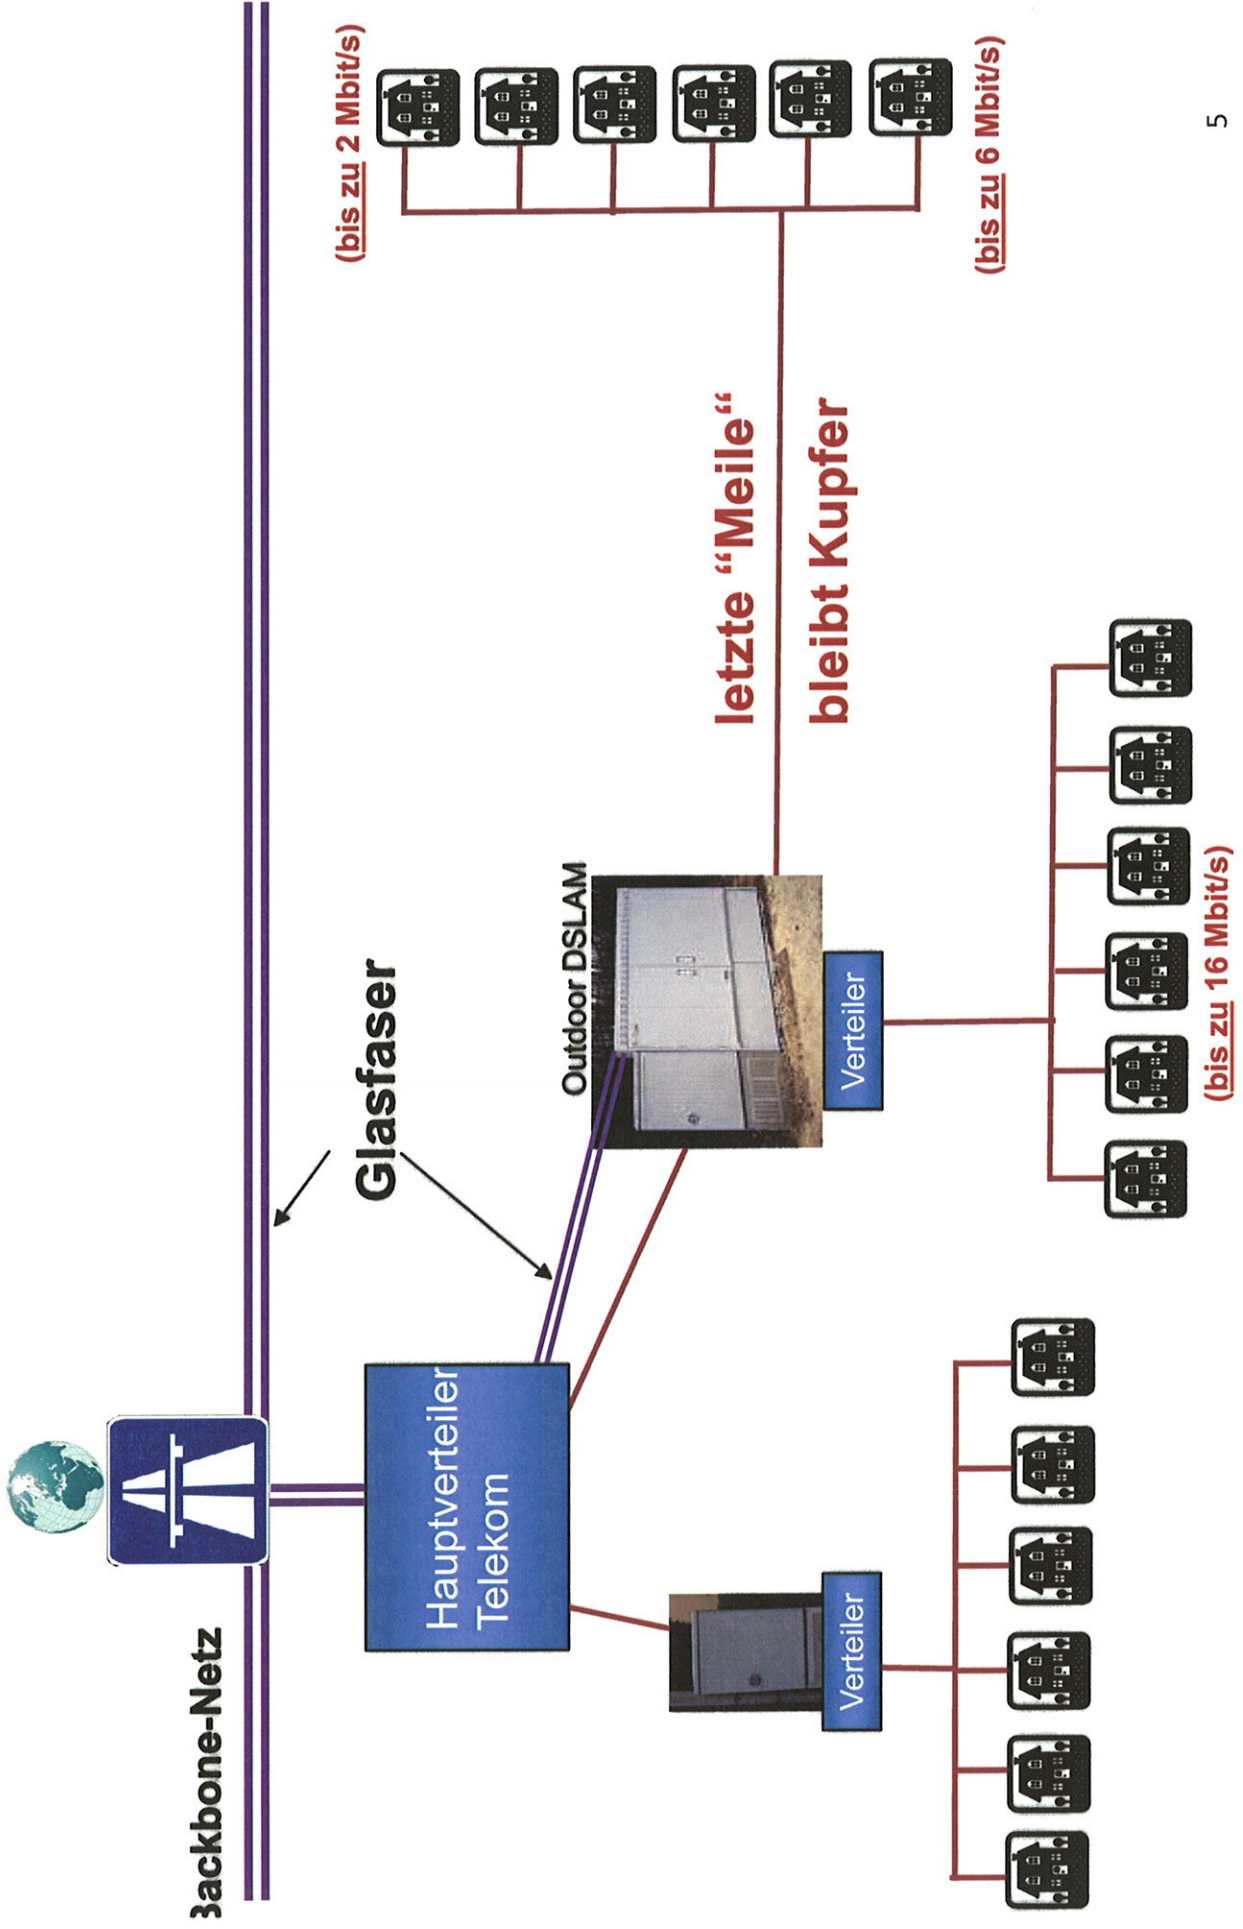 Backbone-Netz
Glasfaser
(bis zu 2 Mbit/s)
Hauptverteiler
Telekom
Outdoor DSLAM
letzte “Meile“
bleibt Kupfer
Verteiler
Verteiler
(bis zu 6 Mbit/s)
(bis zu 16 Mbit/s)
5